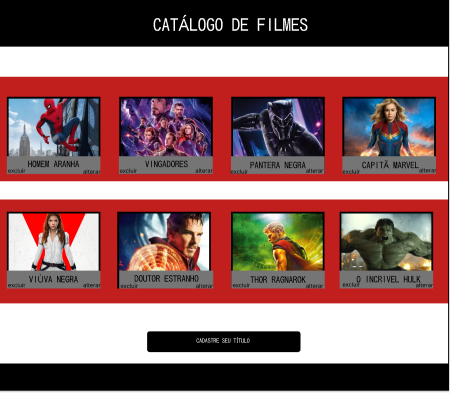 CATÁLOGO DE FILMES
HOMEM ARANHA
excluir alterar
VINGADORES
excluir alterar
PANTERA NEGRA
excluir alterar
CAPITÃ MARVEL
excluir alterar
VIÚVA NEGRA
excluir alterar
DOUTOR ESTRANHO
excluir alterar
THOR RAGNAROK
excluir alterar
O INCRIVEL HULK
excluir alterar
CADASTRE SEU TÍTULO